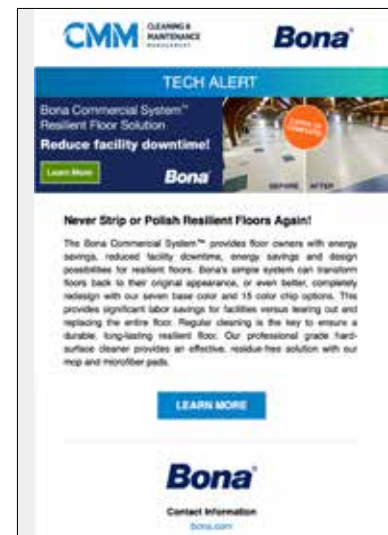 CMM CLEANING & MAINTENANCE MANAGEMENT
Bona
TECH ALERT
Bona Commercial System™
Resilient Floor Solution
Reduce facility downtime!
Learn More
Bona
BEFORE AFTER
Never Strip or Polish Resilient Floors Again!
The Bona Commercial System™ provides floor owners with energy
savings, reduced facility downtime, energy savings and design
possibilities for resilient floors. Bona's simple system can transform
floors back to their original appearance, or even better, completely
redesign with our seven base color and 15 color chip options. This
provides significant labor savings for facilities versus tearing out and
replacing the entire floor. Regular cleaning is the key to ensure a
durable, long-lasting resilient floor. Our professional grade hard-
surface cleaner provides an effective, residue-free solution with our
mop and microfiber pads.
LEARN MORE
Bona
Contact Information
bona.com